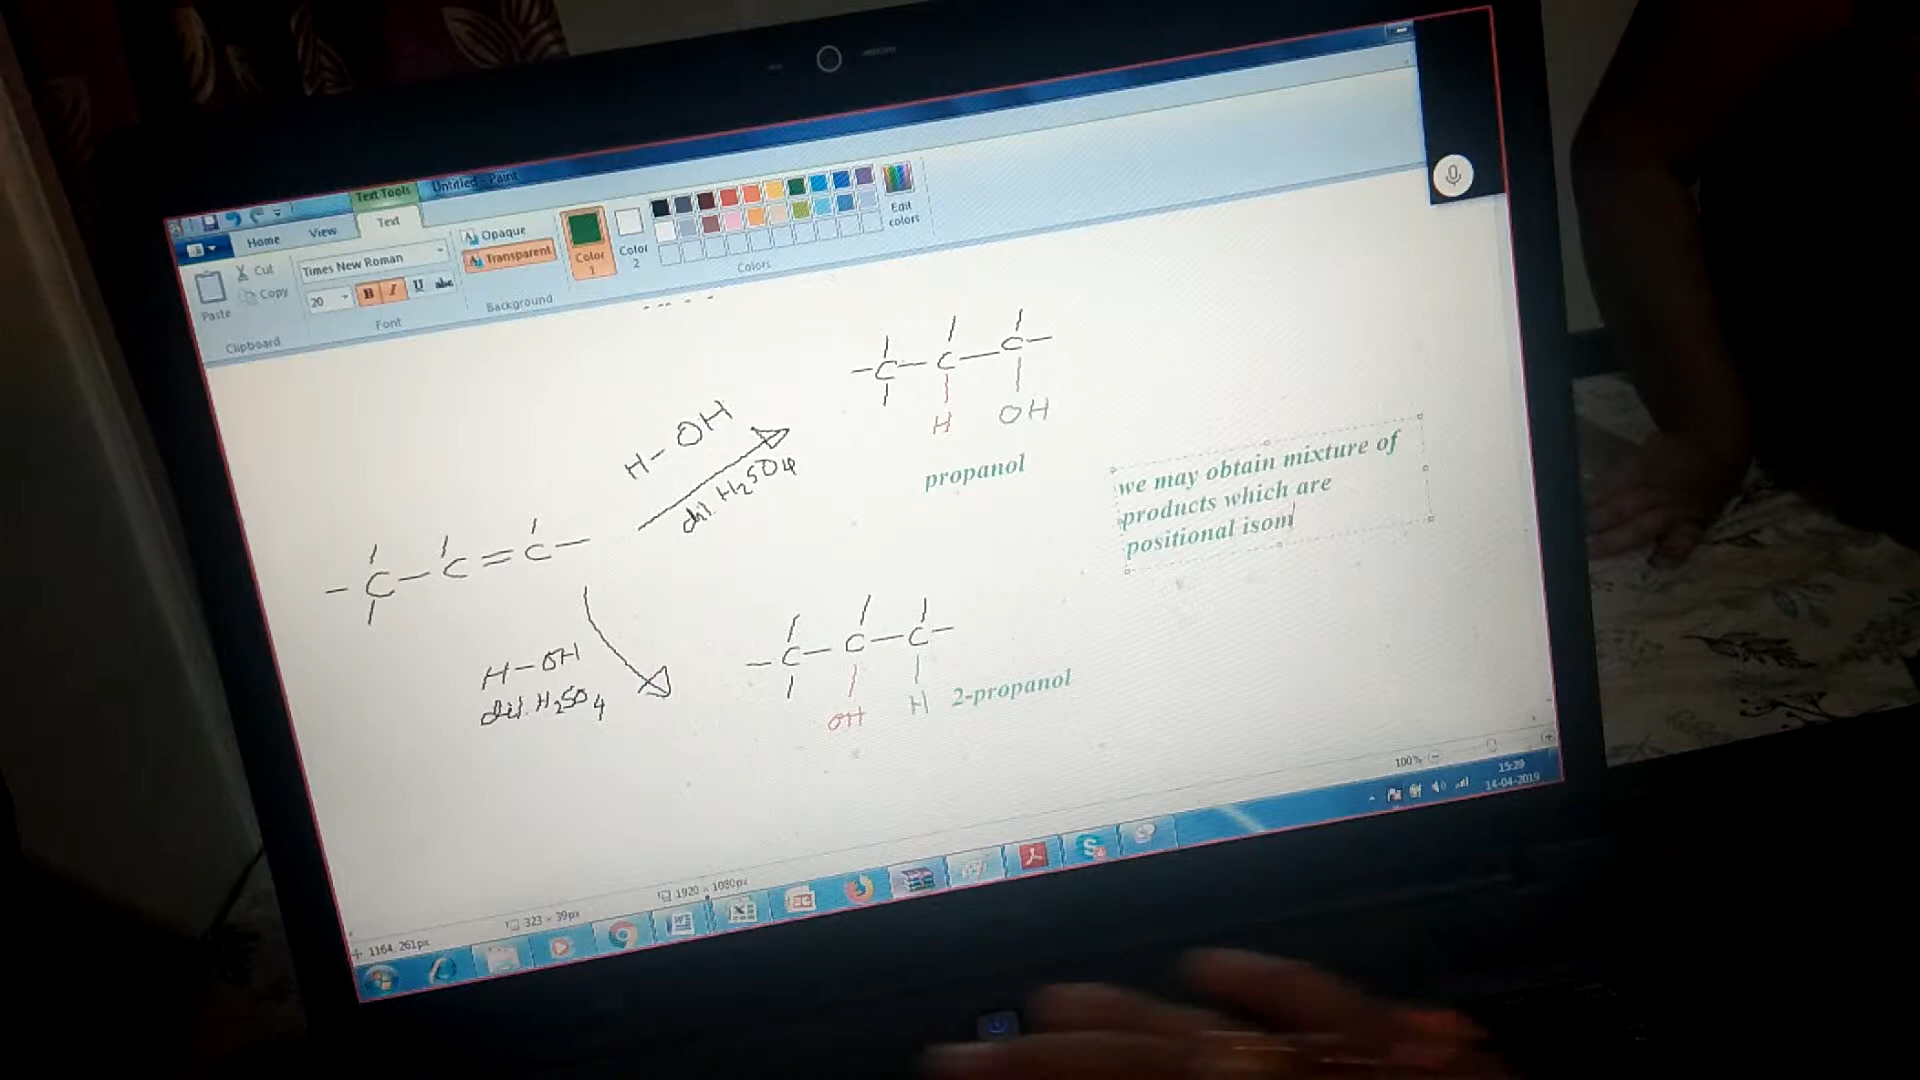 Text Tools
Untitled - Paint
Home
View
Text
Cut
Copy
Paste
Clipboard
Times New Roman
20
B I U abc
Font
Opaque
Transparent
Background
Color
1
Color
2
Edit
colors
Colors
C C C
H OH
propanol
H-OH
dil. H2SO4
we may obtain mixture of
products which are
positional isom
C-C=C
H-OH
dil. H2SO4
C-C-C
OH H
2-propanol
100%
1164, 261px
323 × 39px
1920 × 1080px
15:29
14-04-2019